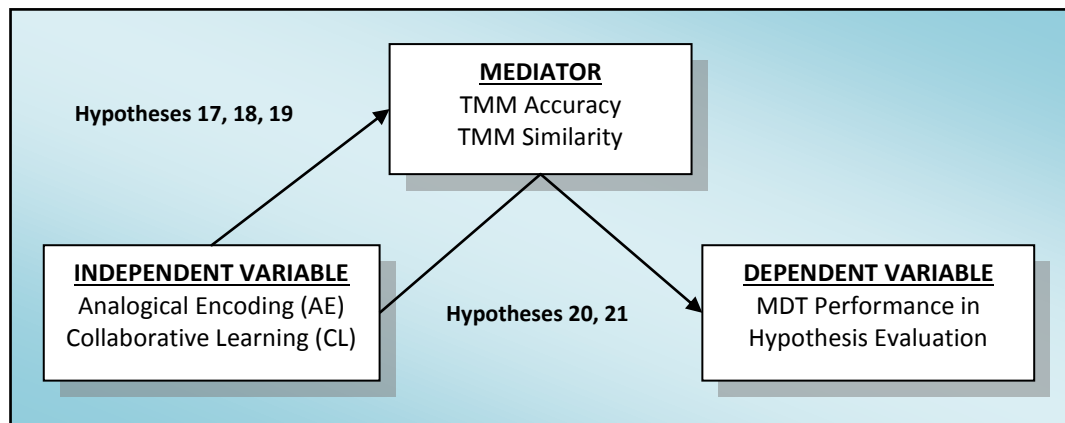 MEDIATOR
TMM Accuracy
TMM Similarity
Hypotheses 17, 18, 19
INDEPENDENT VARIABLE
Analogical Encoding (AE)
Collaborative Learning (CL)
Hypotheses 20, 21
DEPENDENT VARIABLE
MDT Performance in
Hypothesis Evaluation